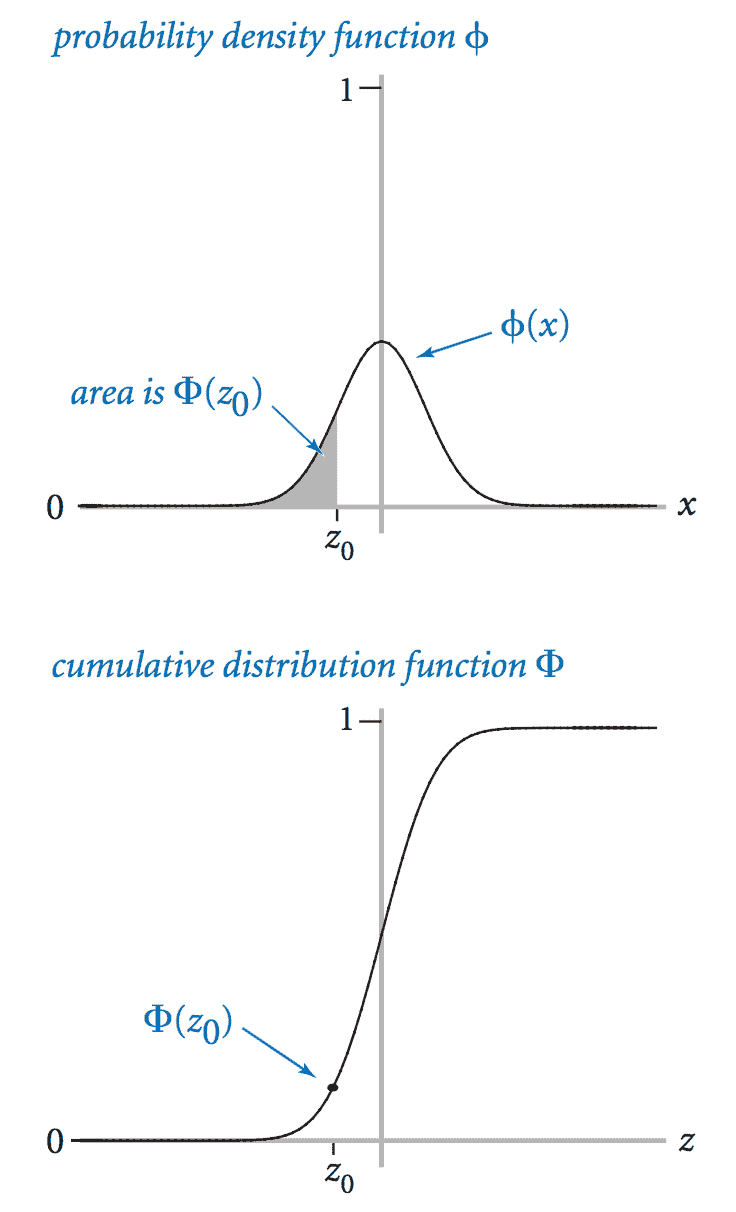 probability density function ϕ
1
ϕ(x)
area is Φ(z₀)
0
x
z₀
cumulative distribution function Φ
1
Φ(z₀)
0
z
z₀